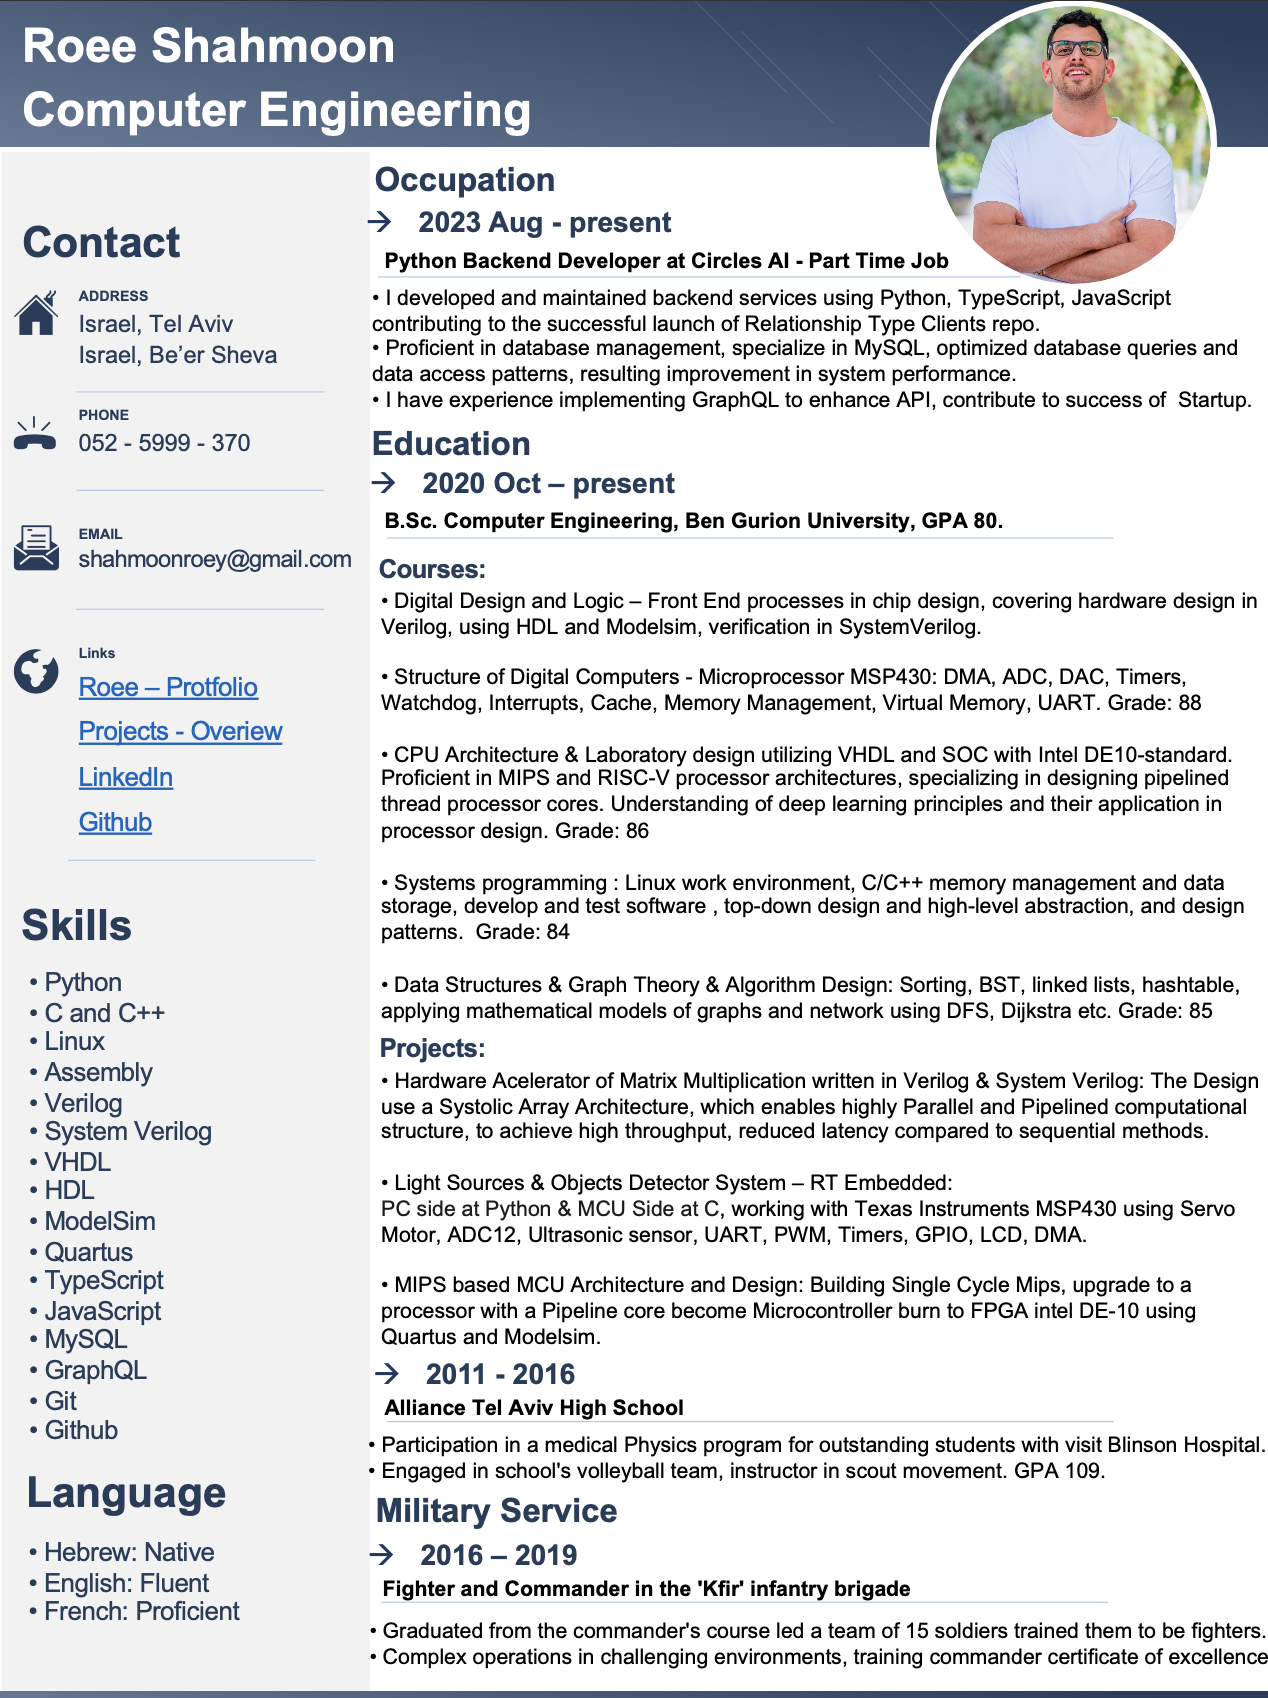 Roee Shahmoon
Computer Engineering
Contact
ADDRESS
Israel, Tel Aviv
Israel, Be’er Sheva
PHONE
052 - 5999 - 370
EMAIL
shahmoonroey@gmail.com
Links
Roee – Protfolio
Projects - Overiew
LinkedIn
Github
Skills
• Python
• C and C++
• Linux
• Assembly
• Verilog
• System Verilog
• VHDL
• HDL
• ModelSim
• Quartus
• TypeScript
• JavaScript
• MySQL
• GraphQL
• Git
• Github
Language
• Hebrew: Native
• English: Fluent
• French: Proficient
Occupation
→ 2023 Aug - present
Python Backend Developer at Circles AI - Part Time Job
• I developed and maintained backend services using Python, TypeScript, JavaScript
contributing to the successful launch of Relationship Type Clients repo.
• Proficient in database management, specialize in MySQL, optimized database queries and
data access patterns, resulting improvement in system performance.
• I have experience implementing GraphQL to enhance API, contribute to success of  Startup.
Education
→ 2020 Oct – present
B.Sc. Computer Engineering, Ben Gurion University, GPA 80.
Courses:
• Digital Design and Logic – Front End processes in chip design, covering hardware design in
Verilog, using HDL and Modelsim, verification in SystemVerilog.
• Structure of Digital Computers - Microprocessor MSP430: DMA, ADC, DAC, Timers,
Watchdog, Interrupts, Cache, Memory Management, Virtual Memory, UART. Grade: 88
• CPU Architecture & Laboratory design utilizing VHDL and SOC with Intel DE10-standard.
Proficient in MIPS and RISC-V processor architectures, specializing in designing pipelined
thread processor cores. Understanding of deep learning principles and their application in
processor design. Grade: 86
• Systems programming : Linux work environment, C/C++ memory management and data
storage, develop and test software , top-down design and high-level abstraction, and design
patterns.  Grade: 84
• Data Structures & Graph Theory & Algorithm Design: Sorting, BST, linked lists, hashtable,
applying mathematical models of graphs and network using DFS, Dijkstra etc. Grade: 85
Projects:
• Hardware Acelerator of Matrix Multiplication written in Verilog & System Verilog: The Design
use a Systolic Array Architecture, which enables highly Parallel and Pipelined computational
structure, to achieve high throughput, reduced latency compared to sequential methods.
• Light Sources & Objects Detector System – RT Embedded:
PC side at Python & MCU Side at C, working with Texas Instruments MSP430 using Servo
Motor, ADC12, Ultrasonic sensor, UART, PWM, Timers, GPIO, LCD, DMA.
• MIPS based MCU Architecture and Design: Building Single Cycle Mips, upgrade to a
processor with a Pipeline core become Microcontroller burn to FPGA intel DE-10 using
Quartus and Modelsim.
→ 2011 - 2016
Alliance Tel Aviv High School
• Participation in a medical Physics program for outstanding students with visit Blinson Hospital.
• Engaged in school's volleyball team, instructor in scout movement. GPA 109.
Military Service
→ 2016 – 2019
Fighter and Commander in the 'Kfir' infantry brigade
• Graduated from the commander's course led a team of 15 soldiers trained them to be fighters.
• Complex operations in challenging environments, training commander certificate of excellence